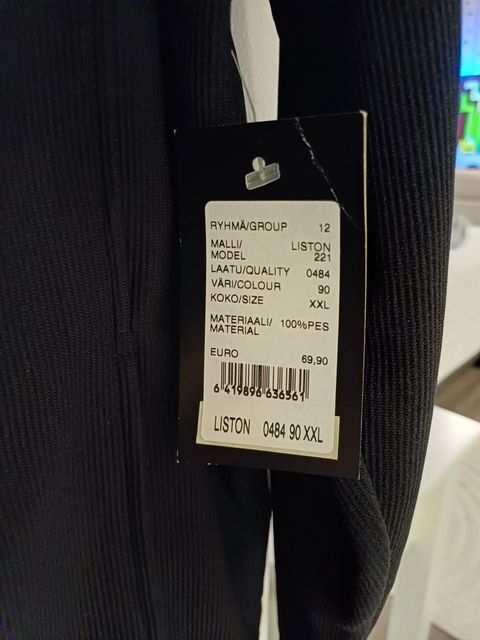 RYHMÄ/GROUP 12
MALLI/ LISTON
MODEL 221
LAATU/QUALITY 0484
VÄRI/COLOUR 90
KOKO/SIZE XXL
MATERIAALI/ 100%PES
MATERIAL
EURO 69,90
6 419896 636561
LISTON 0484 90 XXL